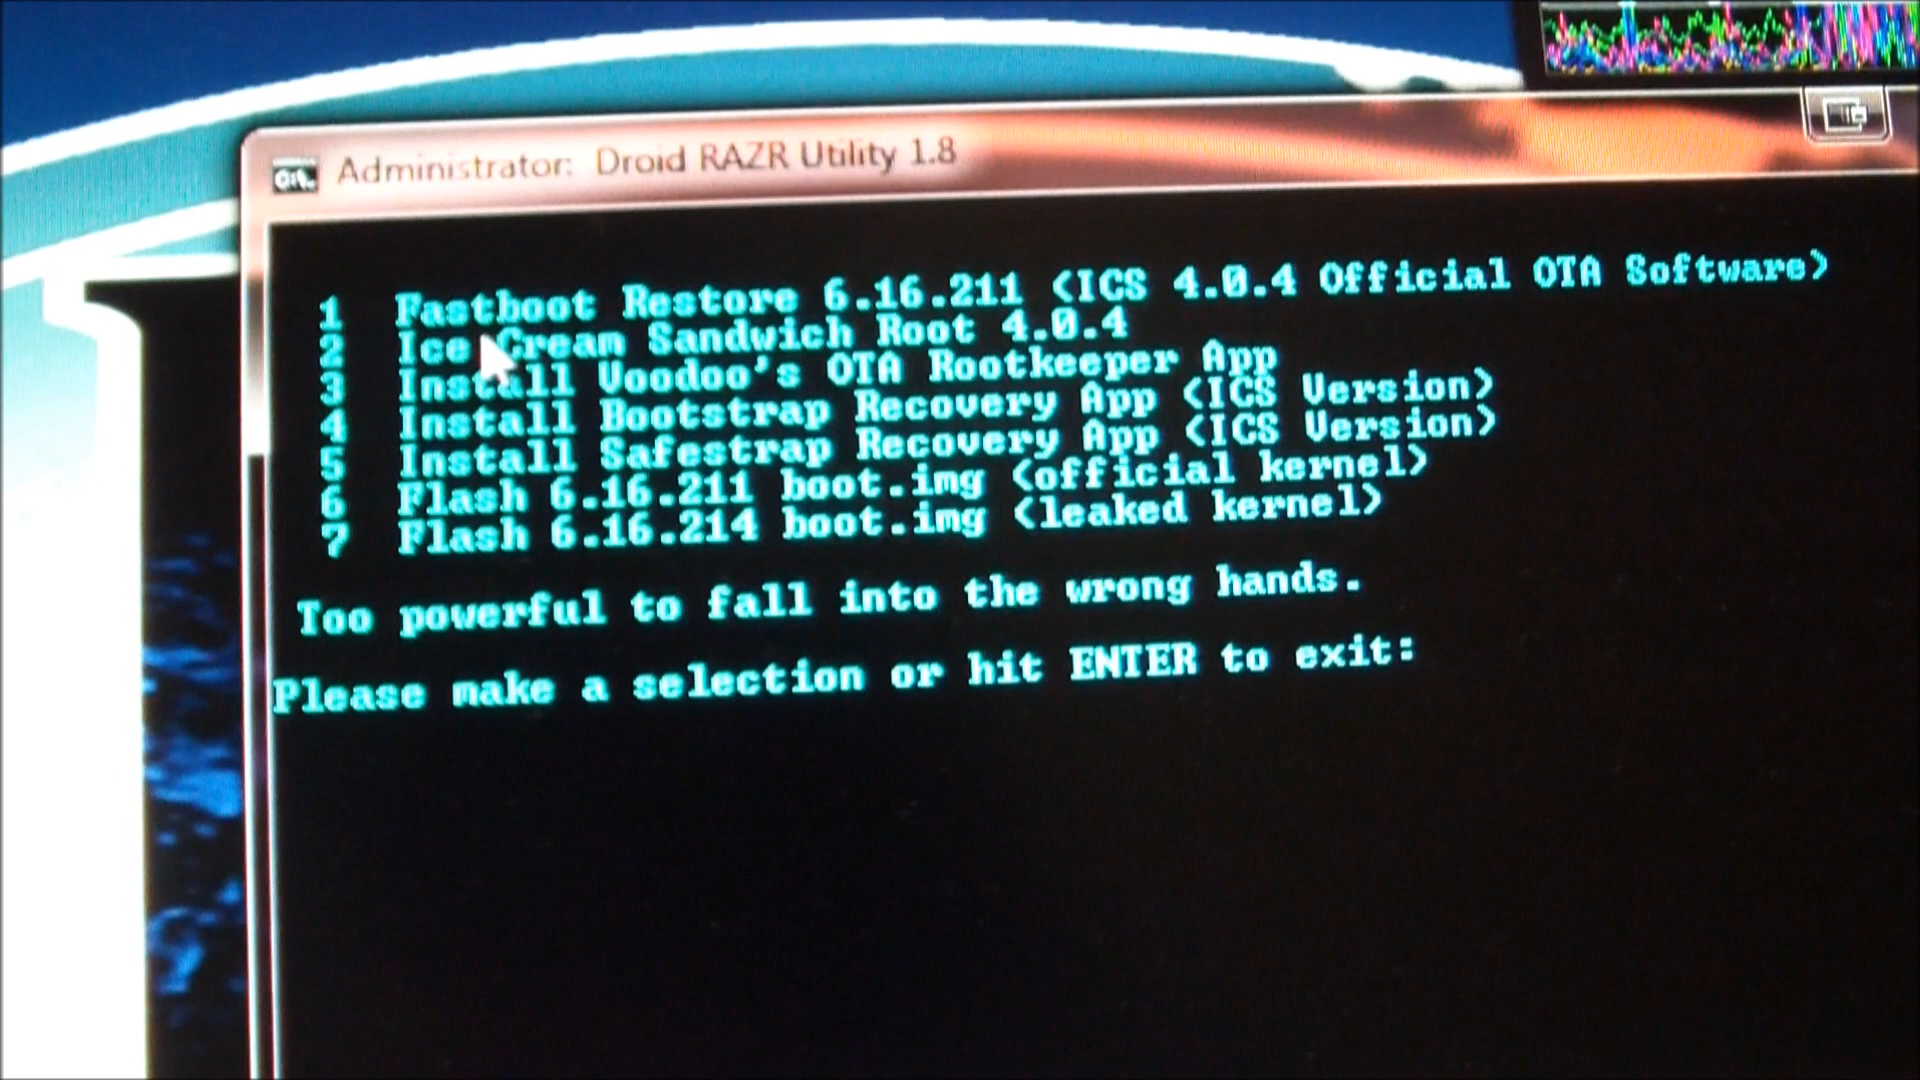 Administrator: Droid RAZR Utility 1.8
1 Fastboot Restore 6.16.211 (ICS 4.0.4 Official OTA Software)
2 Ice Cream Sandwich Root 4.0.4
3 Install Voodoo's OTA Rootkeeper App
4 Install Bootstrap Recovery App (ICS Version)
5 Install Safestrap Recovery App (ICS Version)
6 Flash 6.16.211 boot.img (official kernel)
7 Flash 6.16.214 boot.img (leaked kernel)
Too powerful to fall into the wrong hands.
Please make a selection or hit ENTER to exit: